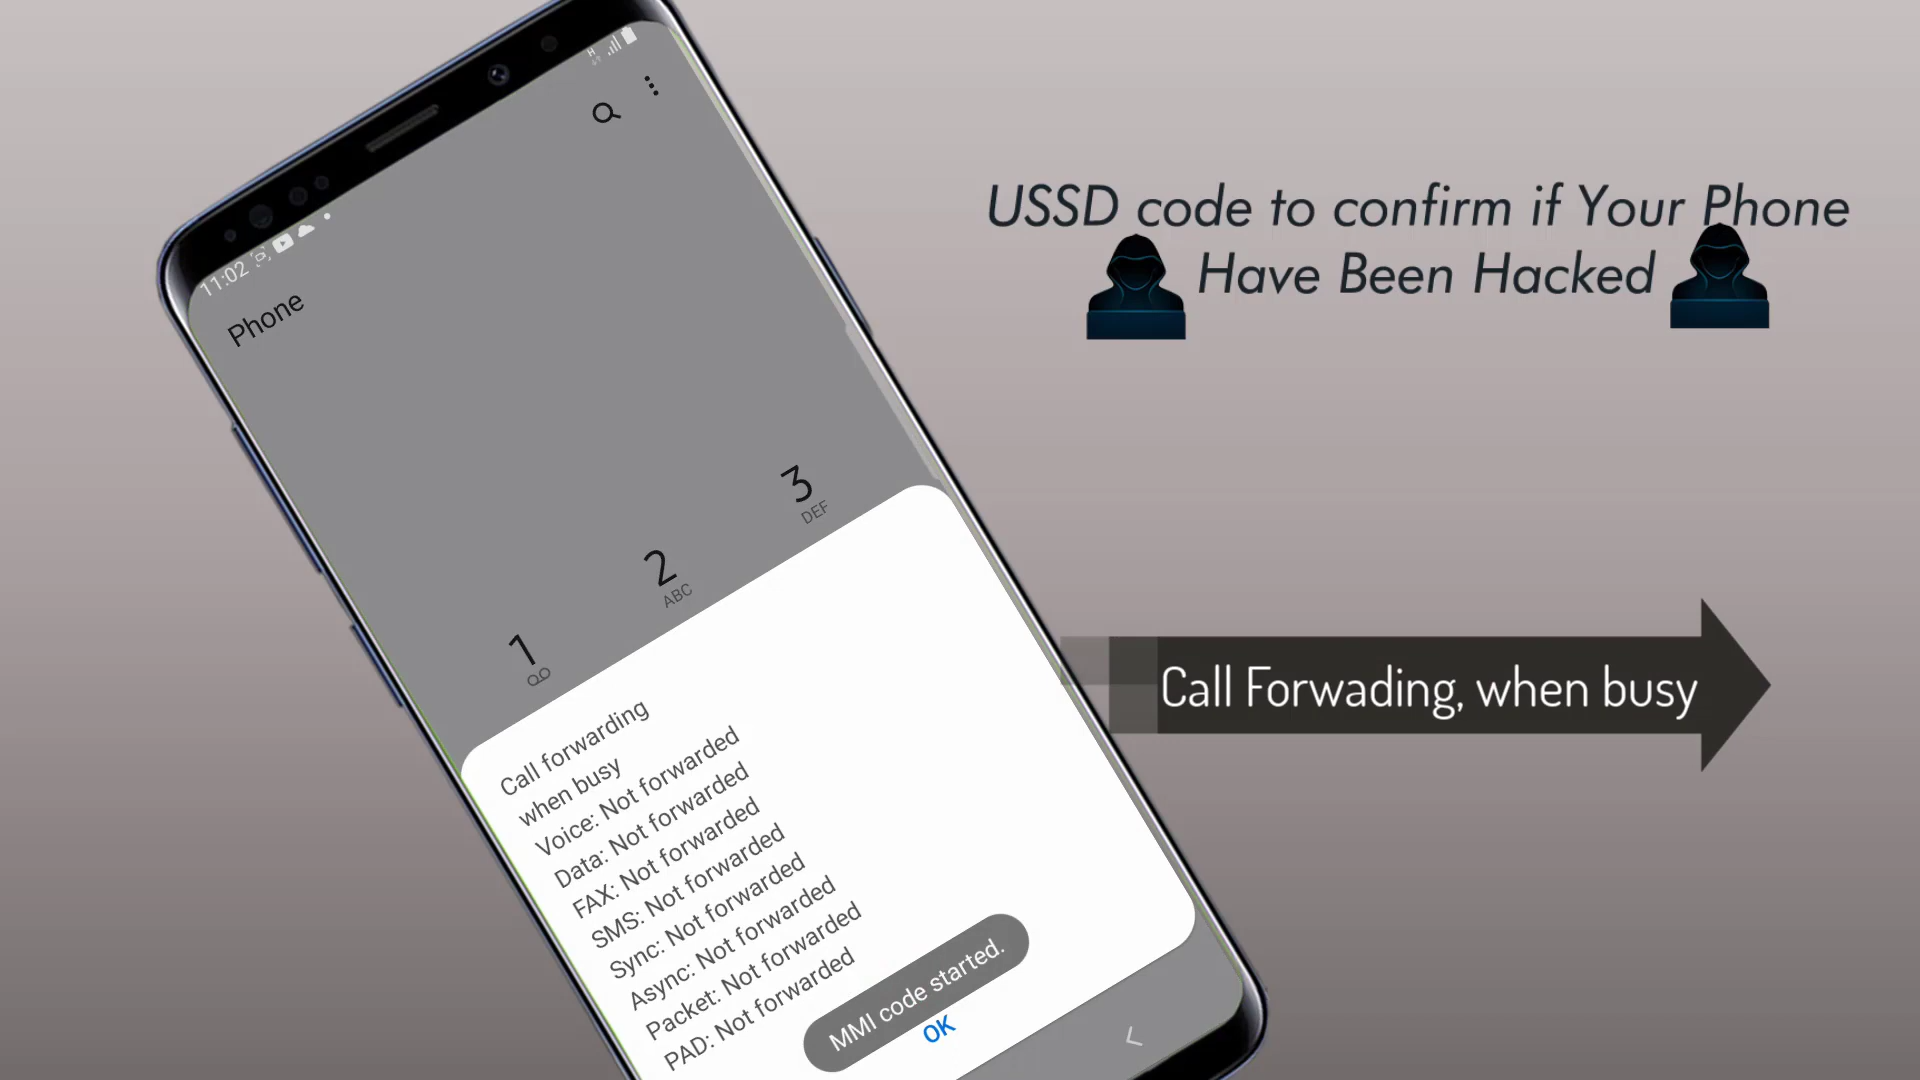 11:02
Phone
1
2
ABC
3
DEF
Call forwarding
when busy
Voice: Not forwarded
Data: Not forwarded
FAX: Not forwarded
SMS: Not forwarded
Sync: Not forwarded
Async: Not forwarded
Packet: Not forwarded
PAD: Not forwarded
MMI code started.
OK
USSD code to confirm if Your Phone
Have Been Hacked
Call Forwading, when busy